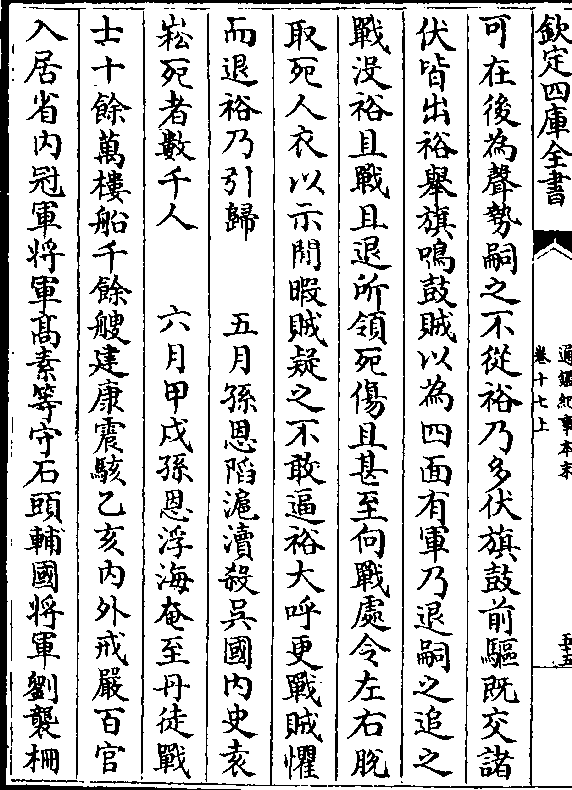 欽定四庫全書
通鑑紀事本末
卷十七上
可在後為聲勢嗣之不從裕乃多伏旗鼓前驅既交諸
伏皆出裕舉旗鳴鼓賊以為四面有軍乃退嗣之追之
戰沒裕且戰且退所領死傷且甚至向戰處令左右脫
取死人衣以示閒暇賊疑之不敢逼裕大呼更戰賊懼
而退裕乃引歸　五月孫恩陷滬瀆殺吳國內史袁
崧死者數千人　六月甲戌孫恩浮海奄至丹徒戰
士十餘萬樓船千餘艘建康震駭乙亥內外戒嚴百官
入居省內冠軍將軍高素等守石頭輔國將軍劉襲柵